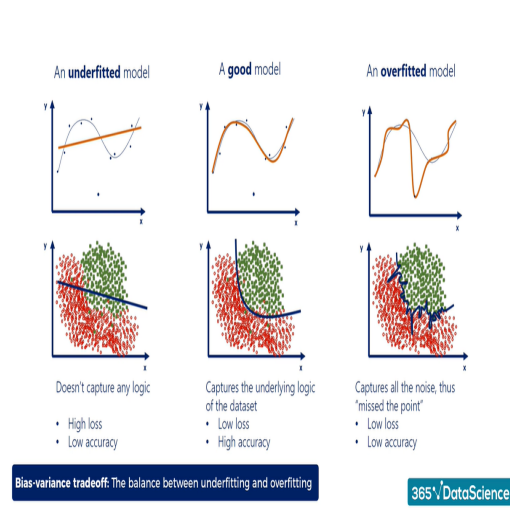 An underfitted model
A good model
An overfitted model
y
x
y
x
y
x
y
x
y
x
y
x
Doesn't capture any logic
• High loss
• Low accuracy
Captures the underlying logic
of the dataset
• Low loss
• High accuracy
Captures all the noise, thus
"missed the point"
• Low loss
• Low accuracy
Bias-variance tradeoff: The balance between underfitting and overfitting
365√DataScience